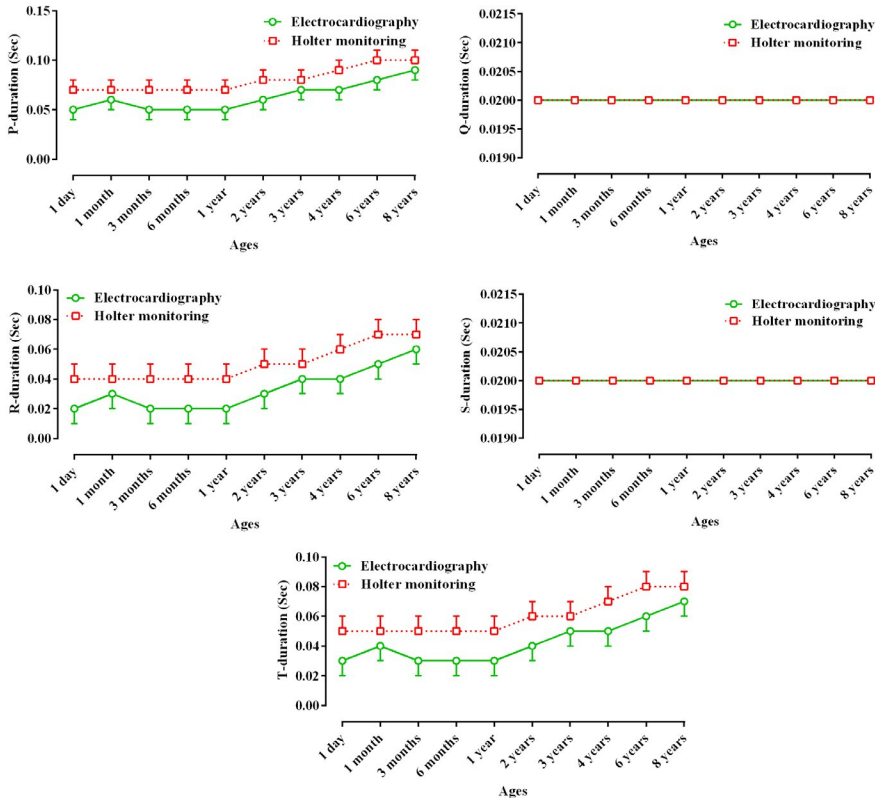 P-duration (Sec)
0.15
0.10
0.05
0.00
Electrocardiography
Holter monitoring
1 day
1 month
3 months
6 months
1 year
2 years
3 years
4 years
6 years
8 years
Ages
Q-duration (Sec)
0.0215
0.0210
0.0205
0.0200
0.0195
0.0190
Electrocardiography
Holter monitoring
1 day
1 month
3 months
6 months
1 year
2 years
3 years
4 years
6 years
8 years
Ages
R-duration (Sec)
0.10
0.08
0.06
0.04
0.02
0.00
Electrocardiography
Holter monitoring
1 day
1 month
3 months
6 months
1 year
2 years
3 years
4 years
6 years
8 years
Ages
S-duration (Sec)
0.0215
0.0210
0.0205
0.0200
0.0195
0.0190
Electrocardiography
Holter monitoring
1 day
1 month
3 months
6 months
1 year
2 years
3 years
4 years
6 years
8 years
Ages
T-duration (Sec)
0.10
0.08
0.06
0.04
0.02
0.00
Electrocardiography
Holter monitoring
1 day
1 month
3 months
6 months
1 year
2 years
3 years
4 years
6 years
8 years
Ages